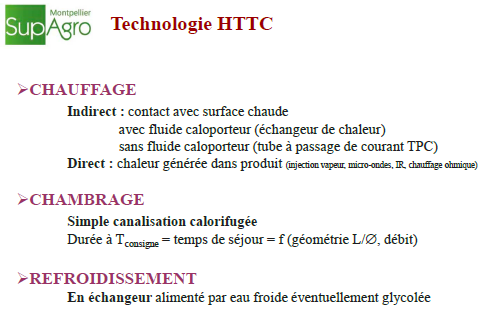 Montpellier
SupAgro
Technologie HTTC
➢CHAUFFAGE
Indirect : contact avec surface chaude
avec fluide caloporteur (échangeur de chaleur)
sans fluide caloporteur (tube à passage de courant TPC)
Direct : chaleur générée dans produit (injection vapeur, micro-ondes, IR, chauffage ohmique)
➢CHAMBRAGE
Simple canalisation calorifugée
Durée à Tconsigne = temps de séjour = f (géométrie L/∅, débit)
➢REFROIDISSEMENT
En échangeur alimenté par eau froide éventuellement glycolée